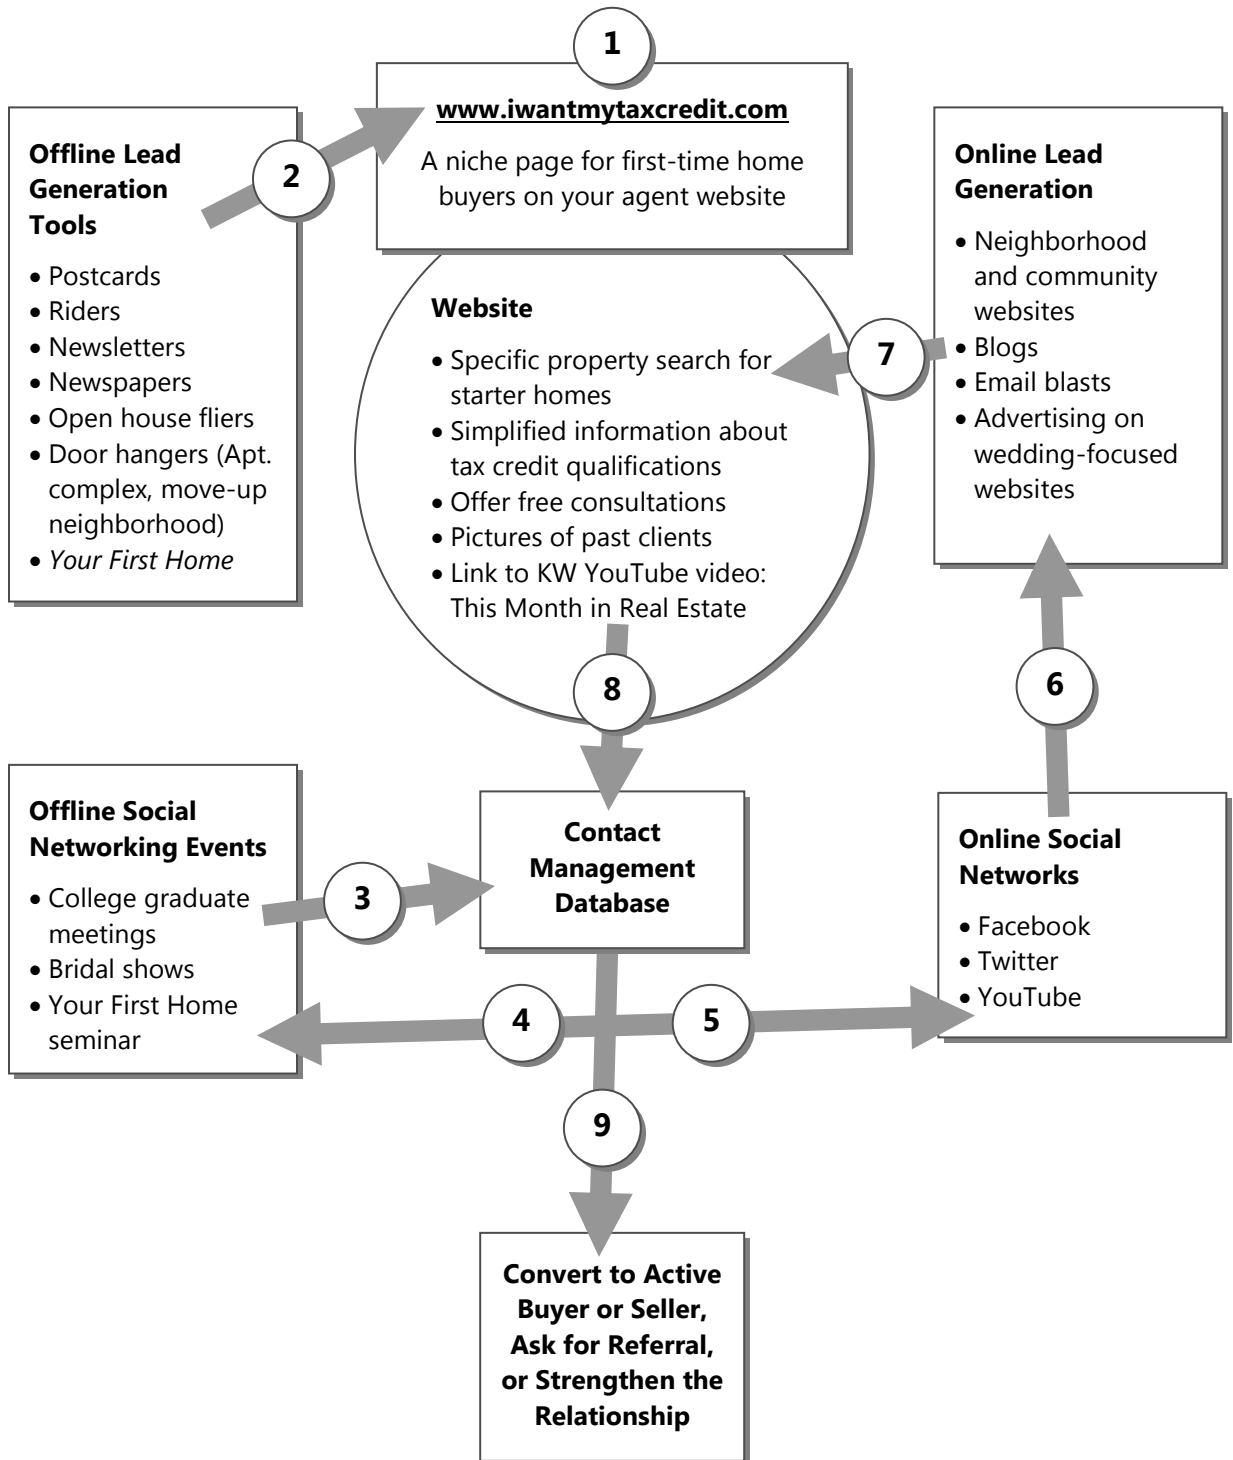 1
www.iwantmytaxcredit.com
A niche page for first-time home
buyers on your agent website
Offline Lead
Generation
Tools
• Postcards
• Riders
• Newsletters
• Newspapers
• Open house fliers
• Door hangers (Apt.
complex, move-up
neighborhood)
• Your First Home
2
Website
• Specific property search for
starter homes
• Simplified information about
tax credit qualifications
• Offer free consultations
• Pictures of past clients
• Link to KW YouTube video:
This Month in Real Estate
7
Online Lead
Generation
• Neighborhood
and community
websites
• Blogs
• Email blasts
• Advertising on
wedding-focused
websites
8
6
Offline Social
Networking Events
• College graduate
meetings
• Bridal shows
• Your First Home
seminar
3
Contact
Management
Database
Online Social
Networks
• Facebook
• Twitter
• YouTube
4
5
9
Convert to Active
Buyer or Seller,
Ask for Referral,
or Strengthen the
Relationship